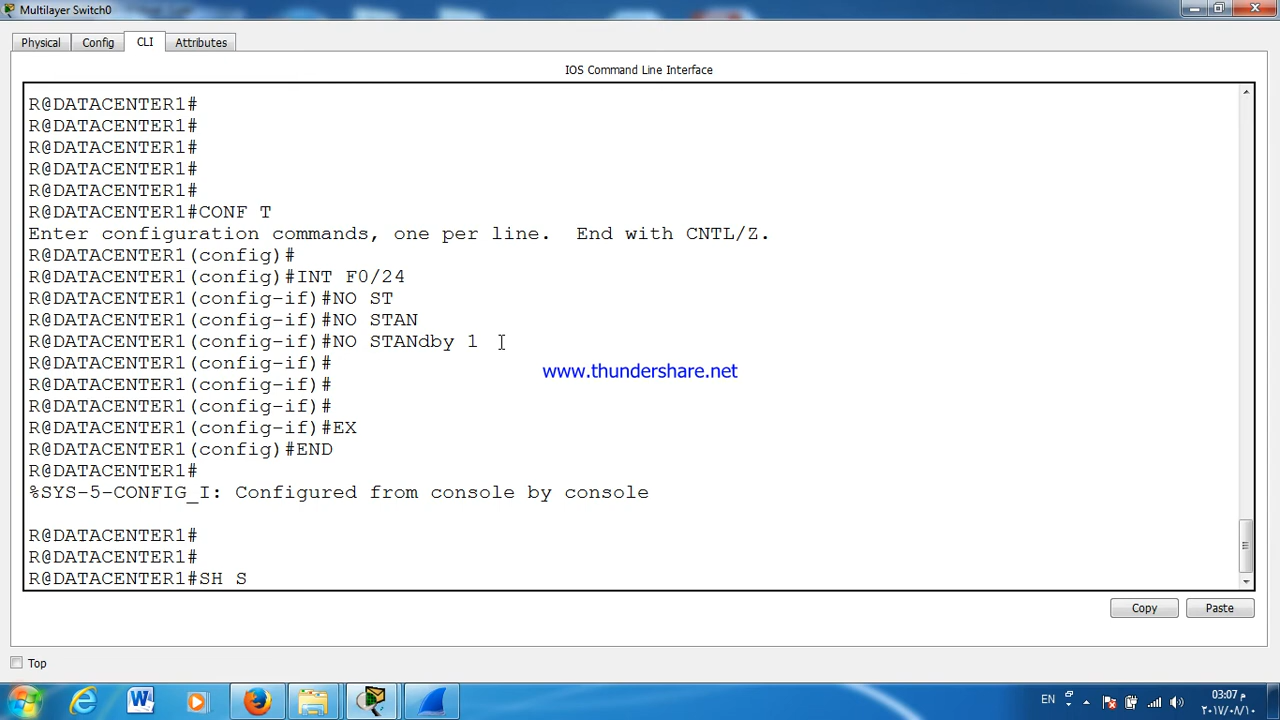 Multilayer Switch0
Physical
Config
CLI
Attributes
IOS Command Line Interface
R@DATACENTER1#
R@DATACENTER1#
R@DATACENTER1#
R@DATACENTER1#
R@DATACENTER1#
R@DATACENTER1#CONF T
Enter configuration commands, one per line.  End with CNTL/Z.
R@DATACENTER1(config)#
R@DATACENTER1(config)#INT F0/24
R@DATACENTER1(config-if)#NO ST
R@DATACENTER1(config-if)#NO STAN
R@DATACENTER1(config-if)#NO STANdby 1
R@DATACENTER1(config-if)#
www.thundershare.net
R@DATACENTER1(config-if)#
R@DATACENTER1(config-if)#
R@DATACENTER1(config-if)#EX
R@DATACENTER1(config)#END
R@DATACENTER1#
%SYS-5-CONFIG_I: Configured from console by console
R@DATACENTER1#
R@DATACENTER1#
R@DATACENTER1#SH S
Copy
Paste
Top
EN
03:07 م
٢٠١٧/٠٨/١٠